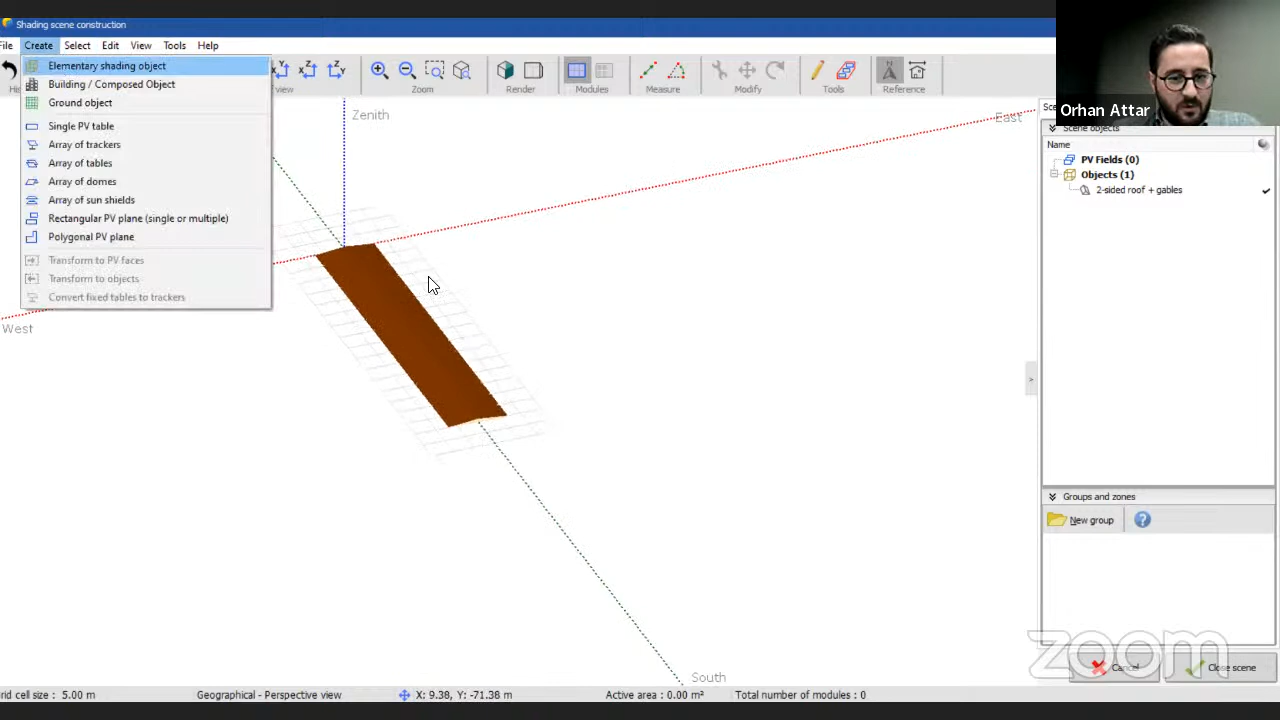 Shading scene construction
File Create Select Edit View Tools Help
Elementary shading object
Building / Composed Object
Ground object
Single PV table
Array of trackers
Array of tables
Array of domes
Array of sun shields
Rectangular PV plane (single or multiple)
Polygonal PV plane
Transform to PV faces
Transform to objects
Convert fixed tables to trackers
view Zoom Render Modules Measure Modify Tools Reference
Orhan Attar
Scene objects
Name
PV Fields (0)
Objects (1)
2-sided roof + gables
Zenith
East
West
South
Groups and zones
New group
zoom
Cancel Close scene
rid cell size : 5.00 m Geographical - Perspective view X: 9.38, Y: -71.38 m Active area : 0.00 m² Total number of modules : 0